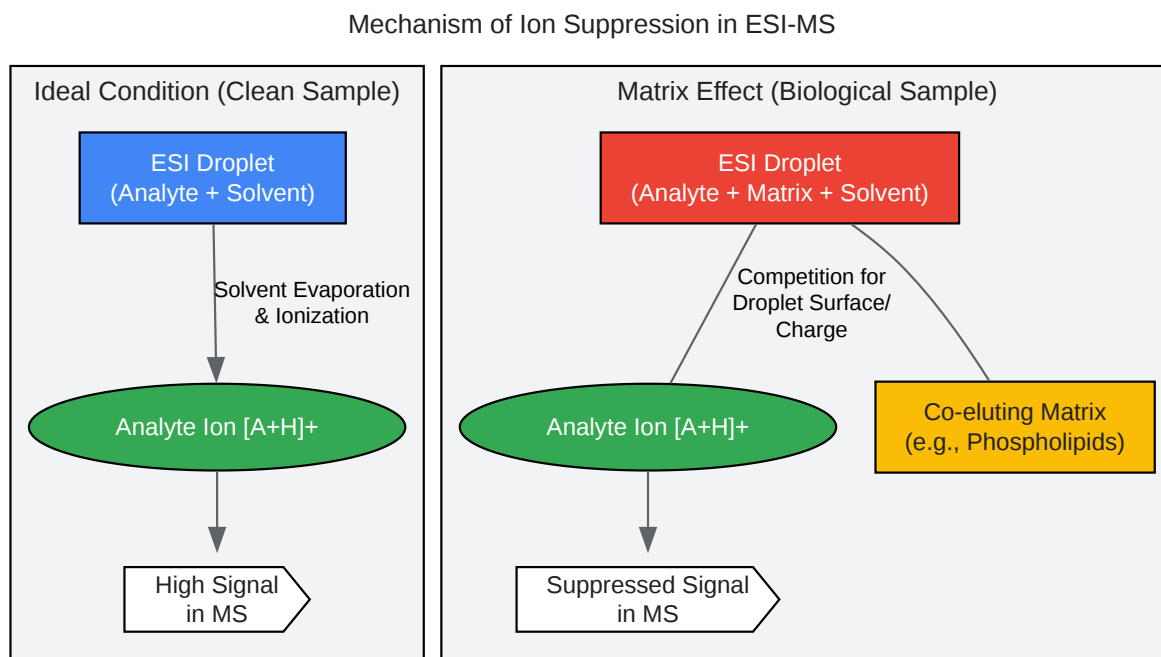 Mechanism of Ion Suppression in ESI-MS
Ideal Condition (Clean Sample)
ESI Droplet
(Analyte + Solvent)
Solvent Evaporation
& Ionization
Analyte Ion [A+H]+
High Signal
in MS
Matrix Effect (Biological Sample)
ESI Droplet
(Analyte + Matrix + Solvent)
Competition for
Droplet Surface/
Charge
Analyte Ion [A+H]+
Co-eluting Matrix
(e.g., Phospholipids)
Suppressed Signal
in MS